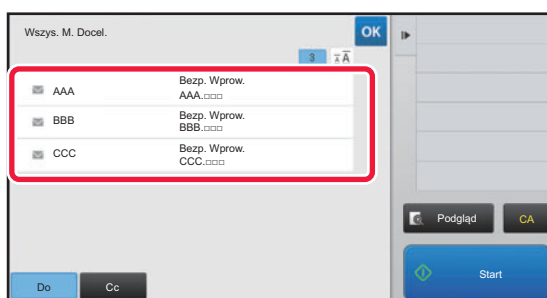 Wszys. M. Docel.
OK
3 A A
AAA
Bezp. Wprow.
AAA.□□□
BBB
Bezp. Wprow.
BBB.□□□
CCC
Bezp. Wprow.
CCC.□□□
Podgląd
CA
Do
Cc
Start